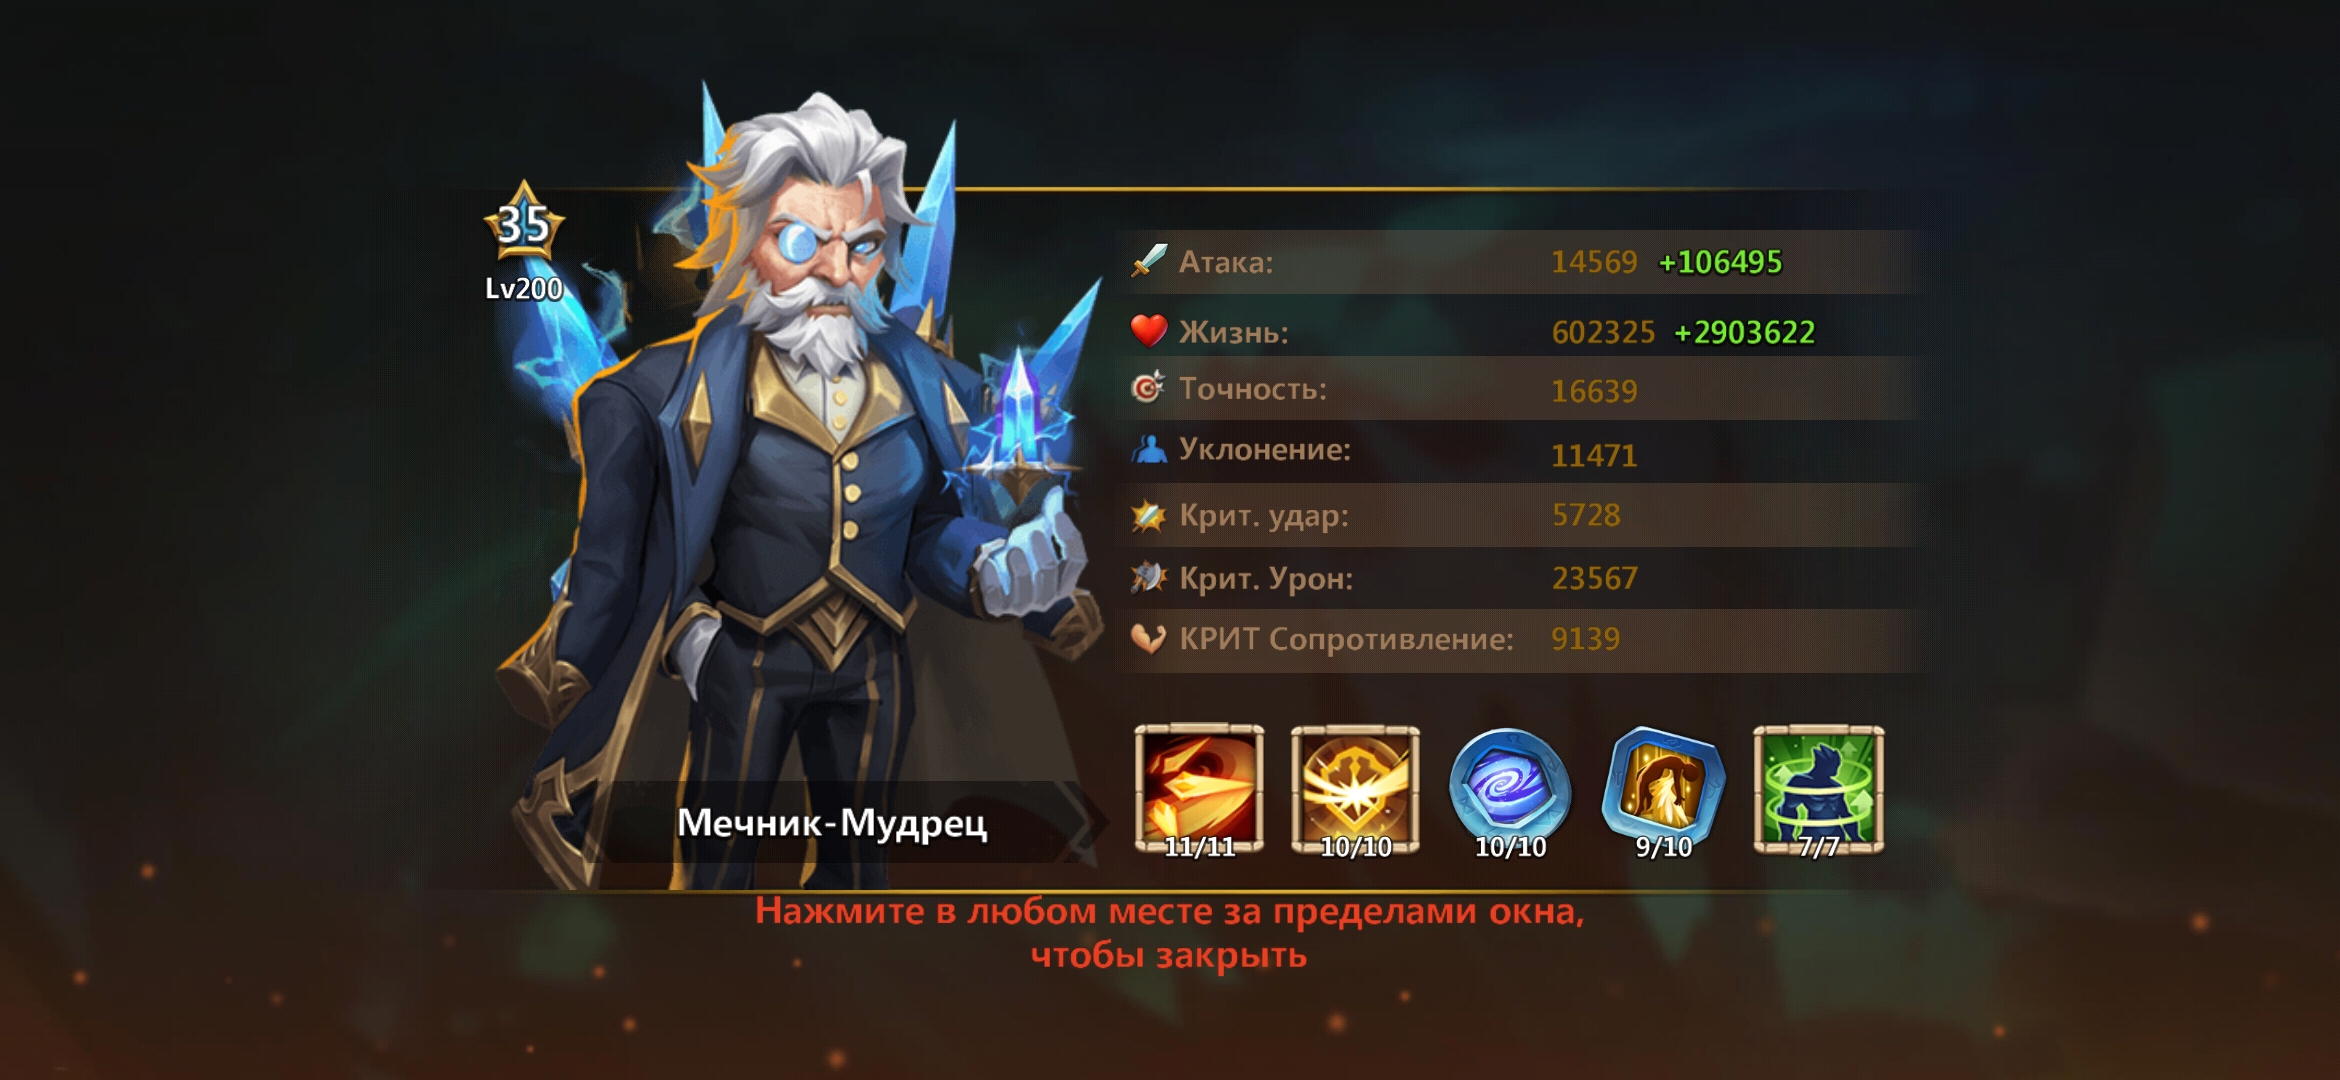 35
Lv200
Атака: 14569 +106495
Жизнь: 602325 +2903622
Точность: 16639
Уклонение: 11471
Крит. удар: 5728
Крит. Урон: 23567
КРИТ Сопротивление: 9139
Мечник-Мудрец
11/11 10/10 10/10 9/10 7/7
Нажмите в любом месте за пределами окна,
чтобы закрыть